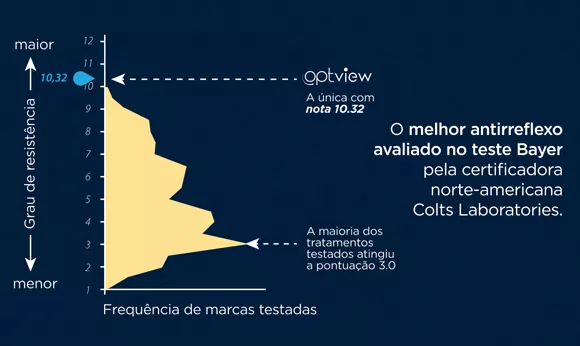 maior
10,32
menor
Grau de resistência
12
11
10
9
8
7
6
5
4
3
2
1
Frequência de marcas testadas
optview
A única com
nota 10.32
A maioria dos
tratamentos
testados atingiu
a pontuação 3.0
O melhor antirreflexo
avaliado no teste Bayer
pela certificadora
norte-americana
Colts Laboratories.